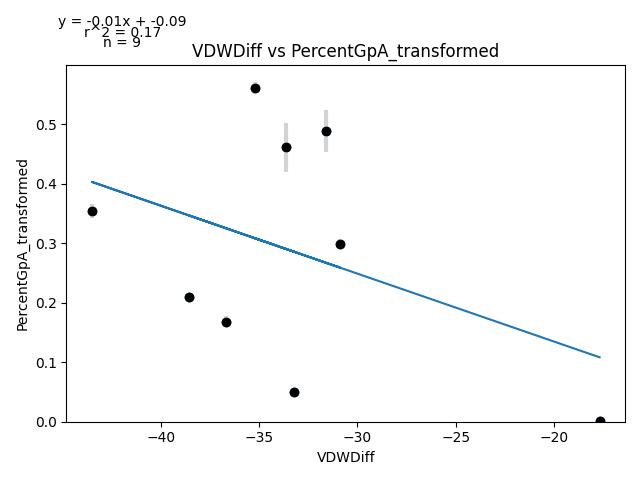 y = -0.01x + -0.09
r^2 = 0.17
n = 9
VDWDiff vs PercentGpA_transformed
PercentGpA_transformed
0.5
0.4
0.3
0.2
0.1
0.0
−40
−35
−30
−25
−20
VDWDiff